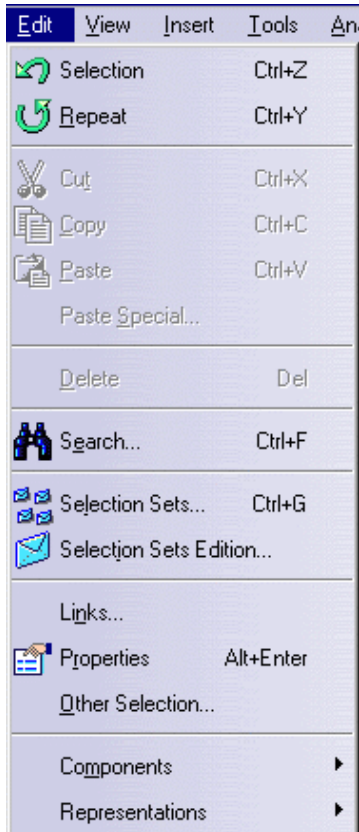 Edit View Insert Tools An
Selection Ctrl+Z
Repeat Ctrl+Y
Cut Ctrl+X
Copy Ctrl+C
Paste Ctrl+V
Paste Special...
Delete Del
Search... Ctrl+F
Selection Sets... Ctrl+G
Selection Sets Edition...
Links...
Properties Alt+Enter
Other Selection...
Components
Representations